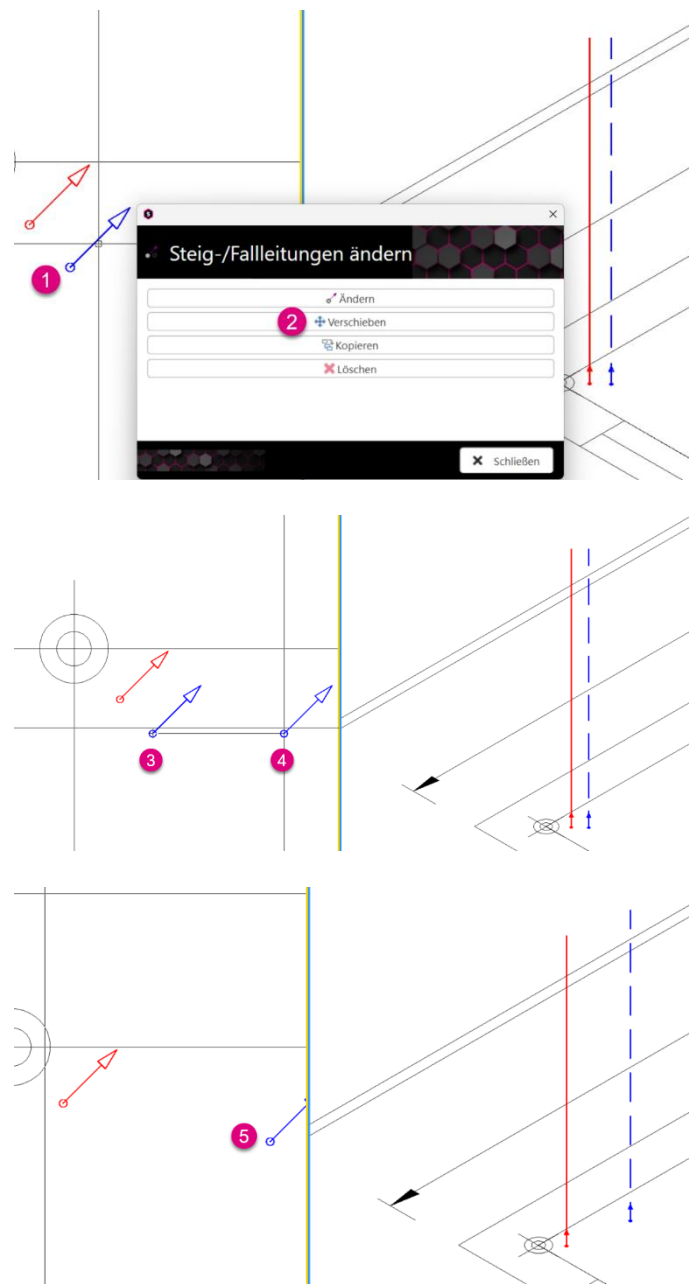 Steig-/Fallleitungen ändern
1
Ändern
2 Verschieben
Kopieren
Löschen
Schließen
3 4
5